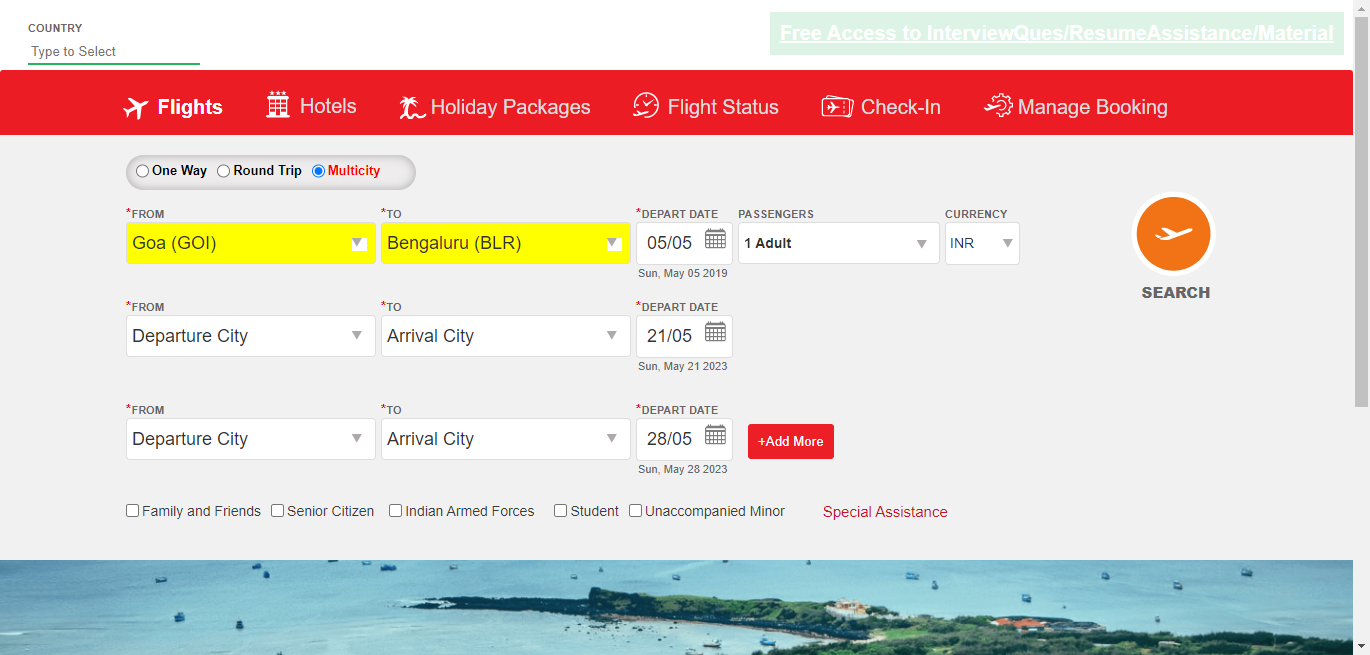 COUNTRY
Type to Select
Free Access to InterviewQues/ResumeAssistance/Material
Flights Hotels Holiday Packages Flight Status Check-In Manage Booking
One Way Round Trip Multicity
*FROM *TO *DEPART DATE PASSENGERS CURRENCY
Goa (GOI) Bengaluru (BLR) 05/05 1 Adult INR
Sun, May 05 2019
SEARCH
*FROM *TO *DEPART DATE
Departure City Arrival City 21/05
Sun, May 21 2023
*FROM *TO *DEPART DATE
Departure City Arrival City 28/05 +Add More
Sun, May 28 2023
Family and Friends Senior Citizen Indian Armed Forces Student Unaccompanied Minor Special Assistance